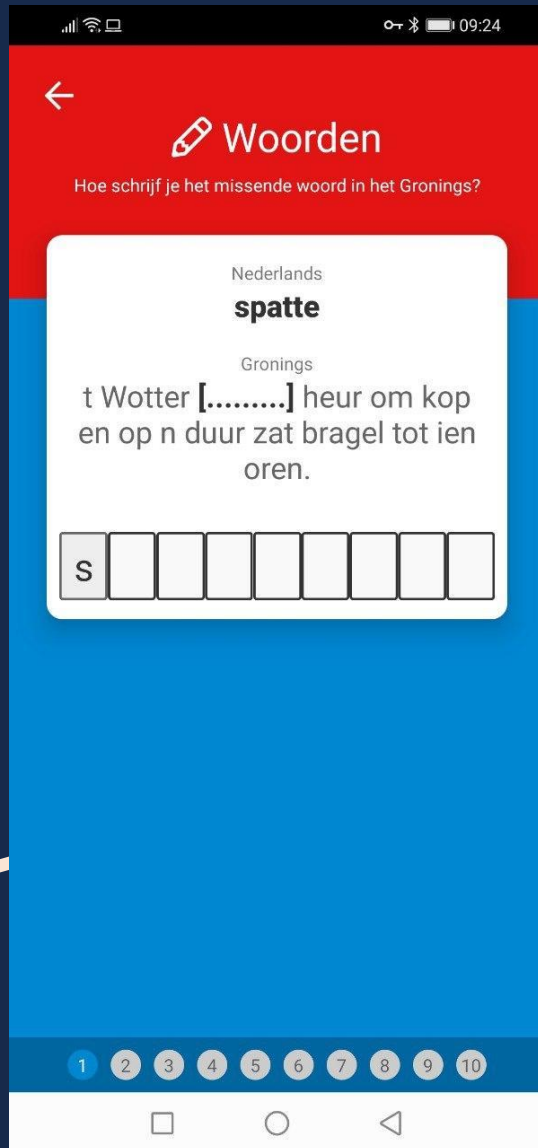 09:24
Woorden
Hoe schrijf je het missende woord in het Gronings?
Nederlands
spatte
Gronings
t Wotter [.........] heur om kop
en op n duur zat bragel tot ien
oren.
s
1 2 3 4 5 6 7 8 9 10